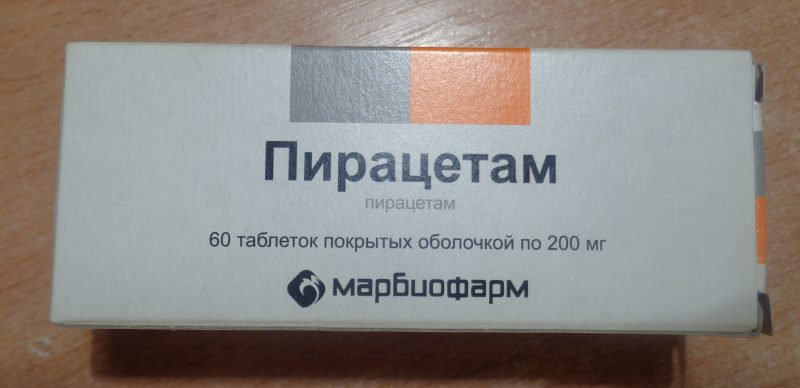 Пирацетам
пирацетам
60 таблеток покрытых оболочкой по 200 мг
марбиофарм